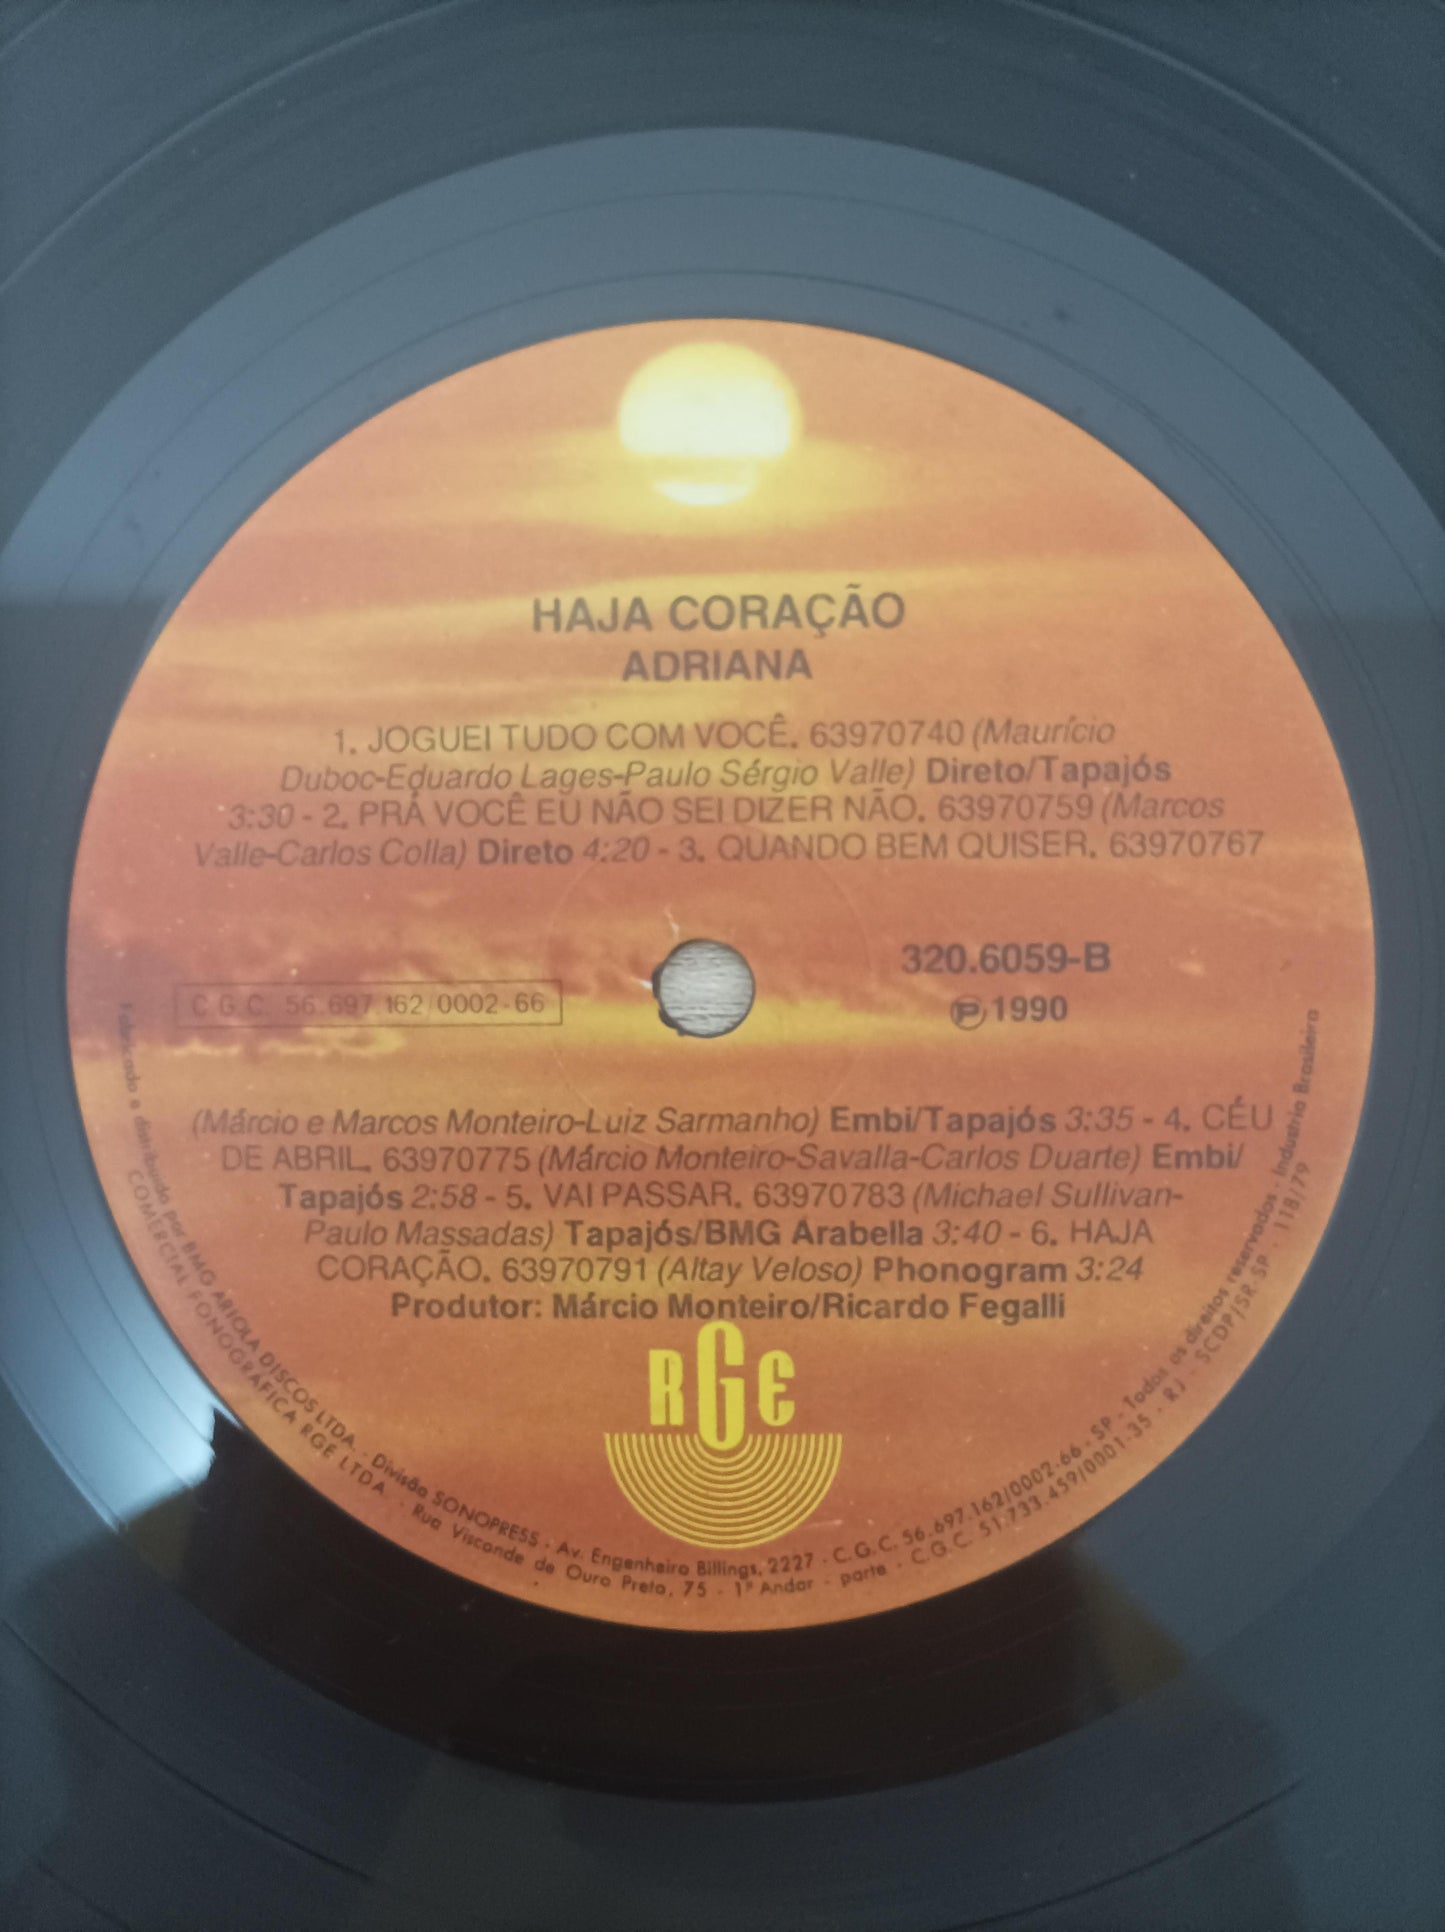 HAJA CORAÇÃO
ADRIANA
1. JOGUEI TUDO COM VOCÊ. 63970740 (Maurício
Duboc-Eduardo Lages-Paulo Sérgio Valle) Direto/Tapajós
3:30 - 2. PRÁ VOCÊ EU NÃO SEI DIZER NÃO. 63970759 (Marcos
Valle-Carlos Colla) Direto 4:20 - 3. QUANDO BEM QUISER. 63970767
320.6059-B
C.G.C. 56.697.162/0002-66
Ⓟ 1990
(Márcio e Marcos Monteiro-Luiz Sarmanho) Embi/Tapajós 3:35 - 4. CÉU
DE ABRIL. 63970775 (Márcio Monteiro-Savalla-Carlos Duarte) Embi/
Tapajós 2:58 - 5. VAI PASSAR. 63970783 (Michael Sullivan-
Paulo Massadas) Tapajós/BMG Arabella 3:40 - 6. HAJA
CORAÇÃO. 63970791 (Altay Veloso) Phonogram 3:24
Produtor: Márcio Monteiro/Ricardo Fegalli
RGE
Fabricado e distribuido por BMG ARIOLA DISCOS LTDA. - Divisão SONOPRESS - Av. Engenheiro Billings, 2227 - C.G.C. 56.697.162/0002-66 - SP - Todos os direitos reservados - Industria Brasileira
COMERCIAL FONOGRÁFICA RGE LTDA. - Rua Visconde de Ouro Preto, 75 - 1º Andar - parte - C.G.C. 51.733.459/0001-35 - RJ - SCDP/SR-SP - 118/79